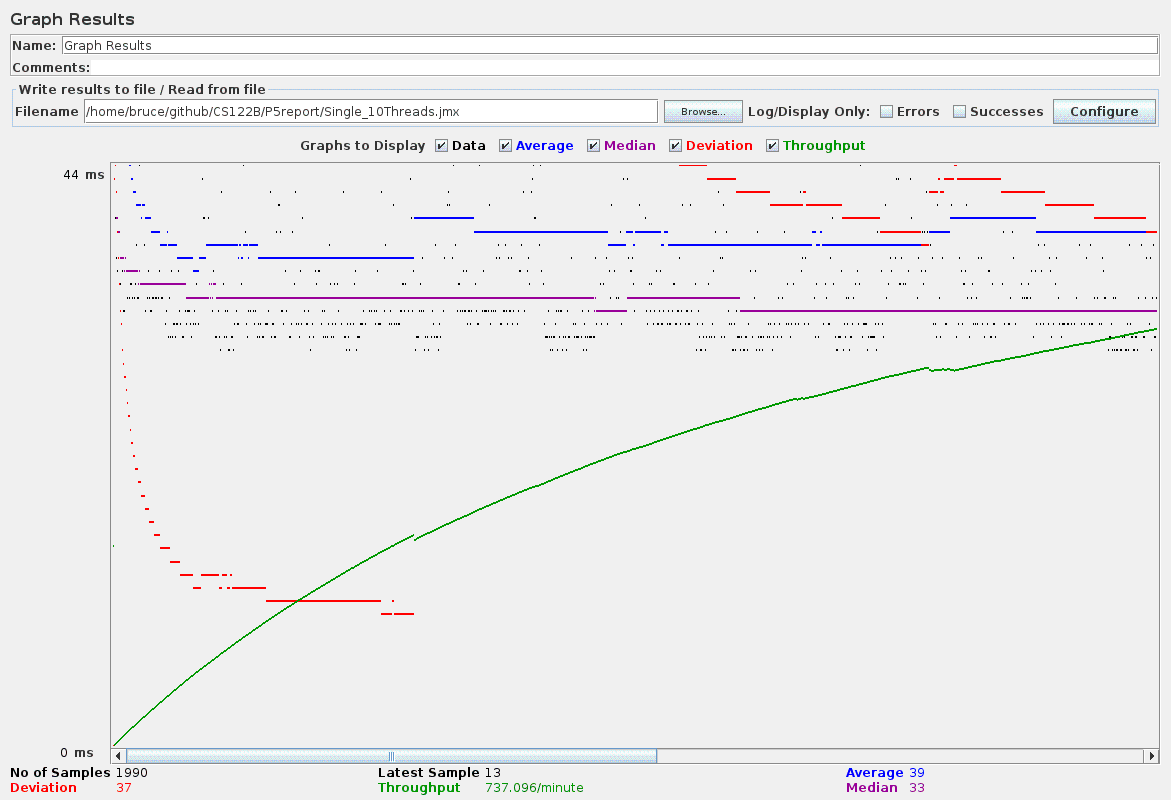 Graph Results
Name: Graph Results
Comments:
Write results to file / Read from file
Filename /home/bruce/github/CS122B/P5report/Single_10Threads.jmx Browse... Log/Display Only: Errors Successes Configure
Graphs to Display Data Average Median Deviation Throughput
44 ms
0 ms
No of Samples 1990 Latest Sample 13 Average 39
Deviation 37 Throughput 737.096/minute Median 33